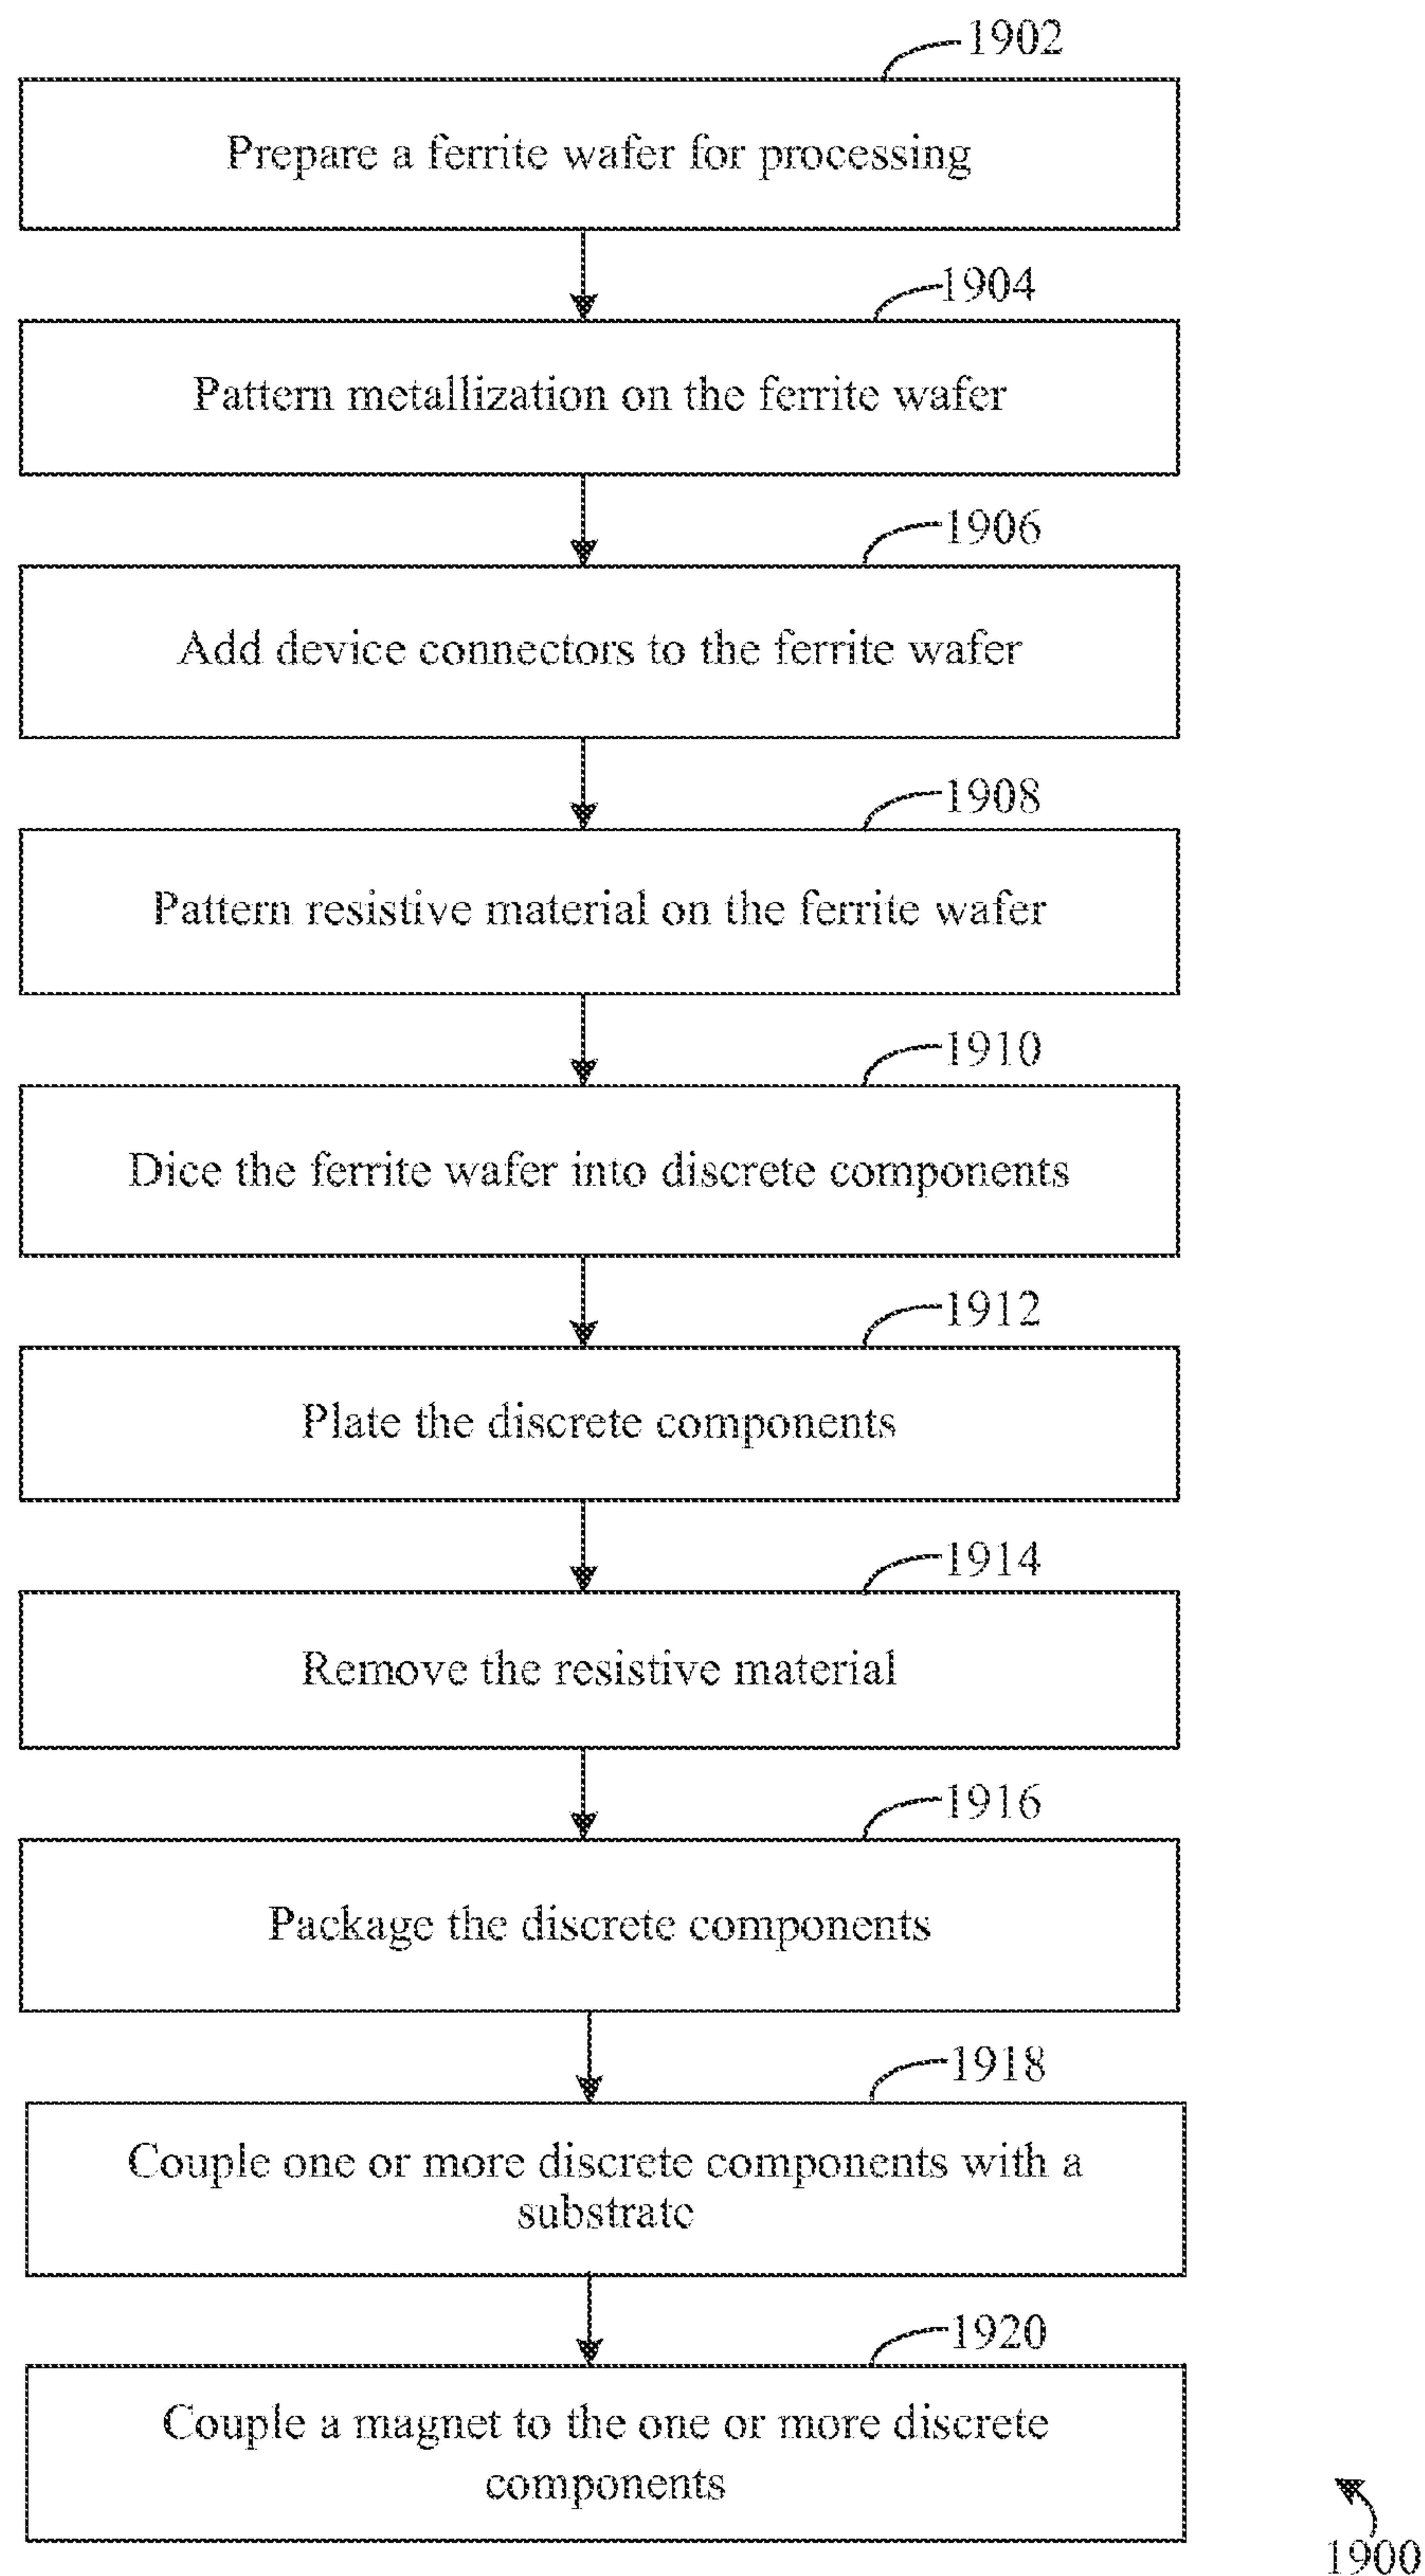 1902
Prepare a ferrite wafer for processing
1904
Pattern metallization on the ferrite wafer
1906
Add device connectors to the ferrite wafer
1908
Pattern resistive material on the ferrite wafer
1910
Dice the ferrite wafer into discrete components
1912
Plate the discrete components
1914
Remove the resistive material
1916
Package the discrete components
1918
Couple one or more discrete components with a
substrate
1920
Couple a magnet to the one or more discrete
components
1900